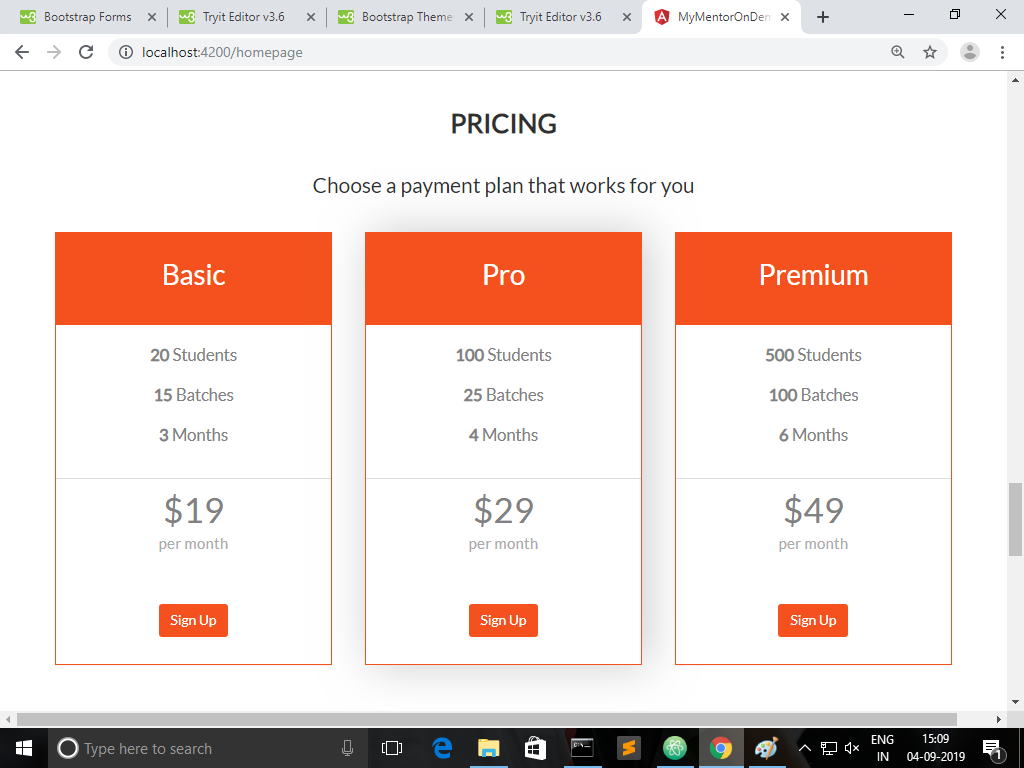 Bootstrap Forms
Tryit Editor v3.6
Bootstrap Theme
Tryit Editor v3.6
MyMentorOnDem
localhost:4200/homepage
PRICING
Choose a payment plan that works for you
Basic
20 Students
15 Batches
3 Months
$19
per month
Sign Up
Pro
100 Students
25 Batches
4 Months
$29
per month
Sign Up
Premium
500 Students
100 Batches
6 Months
$49
per month
Sign Up
Type here to search
ENG
IN
15:09
04-09-2019
1